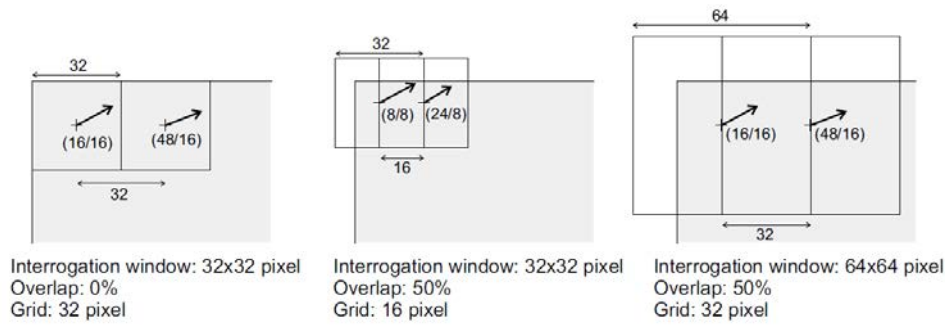 32
(16/16)
(48/16)
32
Interrogation window: 32x32 pixel
Overlap: 0%
Grid: 32 pixel
32
(8/8)
(24/8)
16
Interrogation window: 32x32 pixel
Overlap: 50%
Grid: 16 pixel
64
(16/16)
(48/16)
32
Interrogation window: 64x64 pixel
Overlap: 50%
Grid: 32 pixel